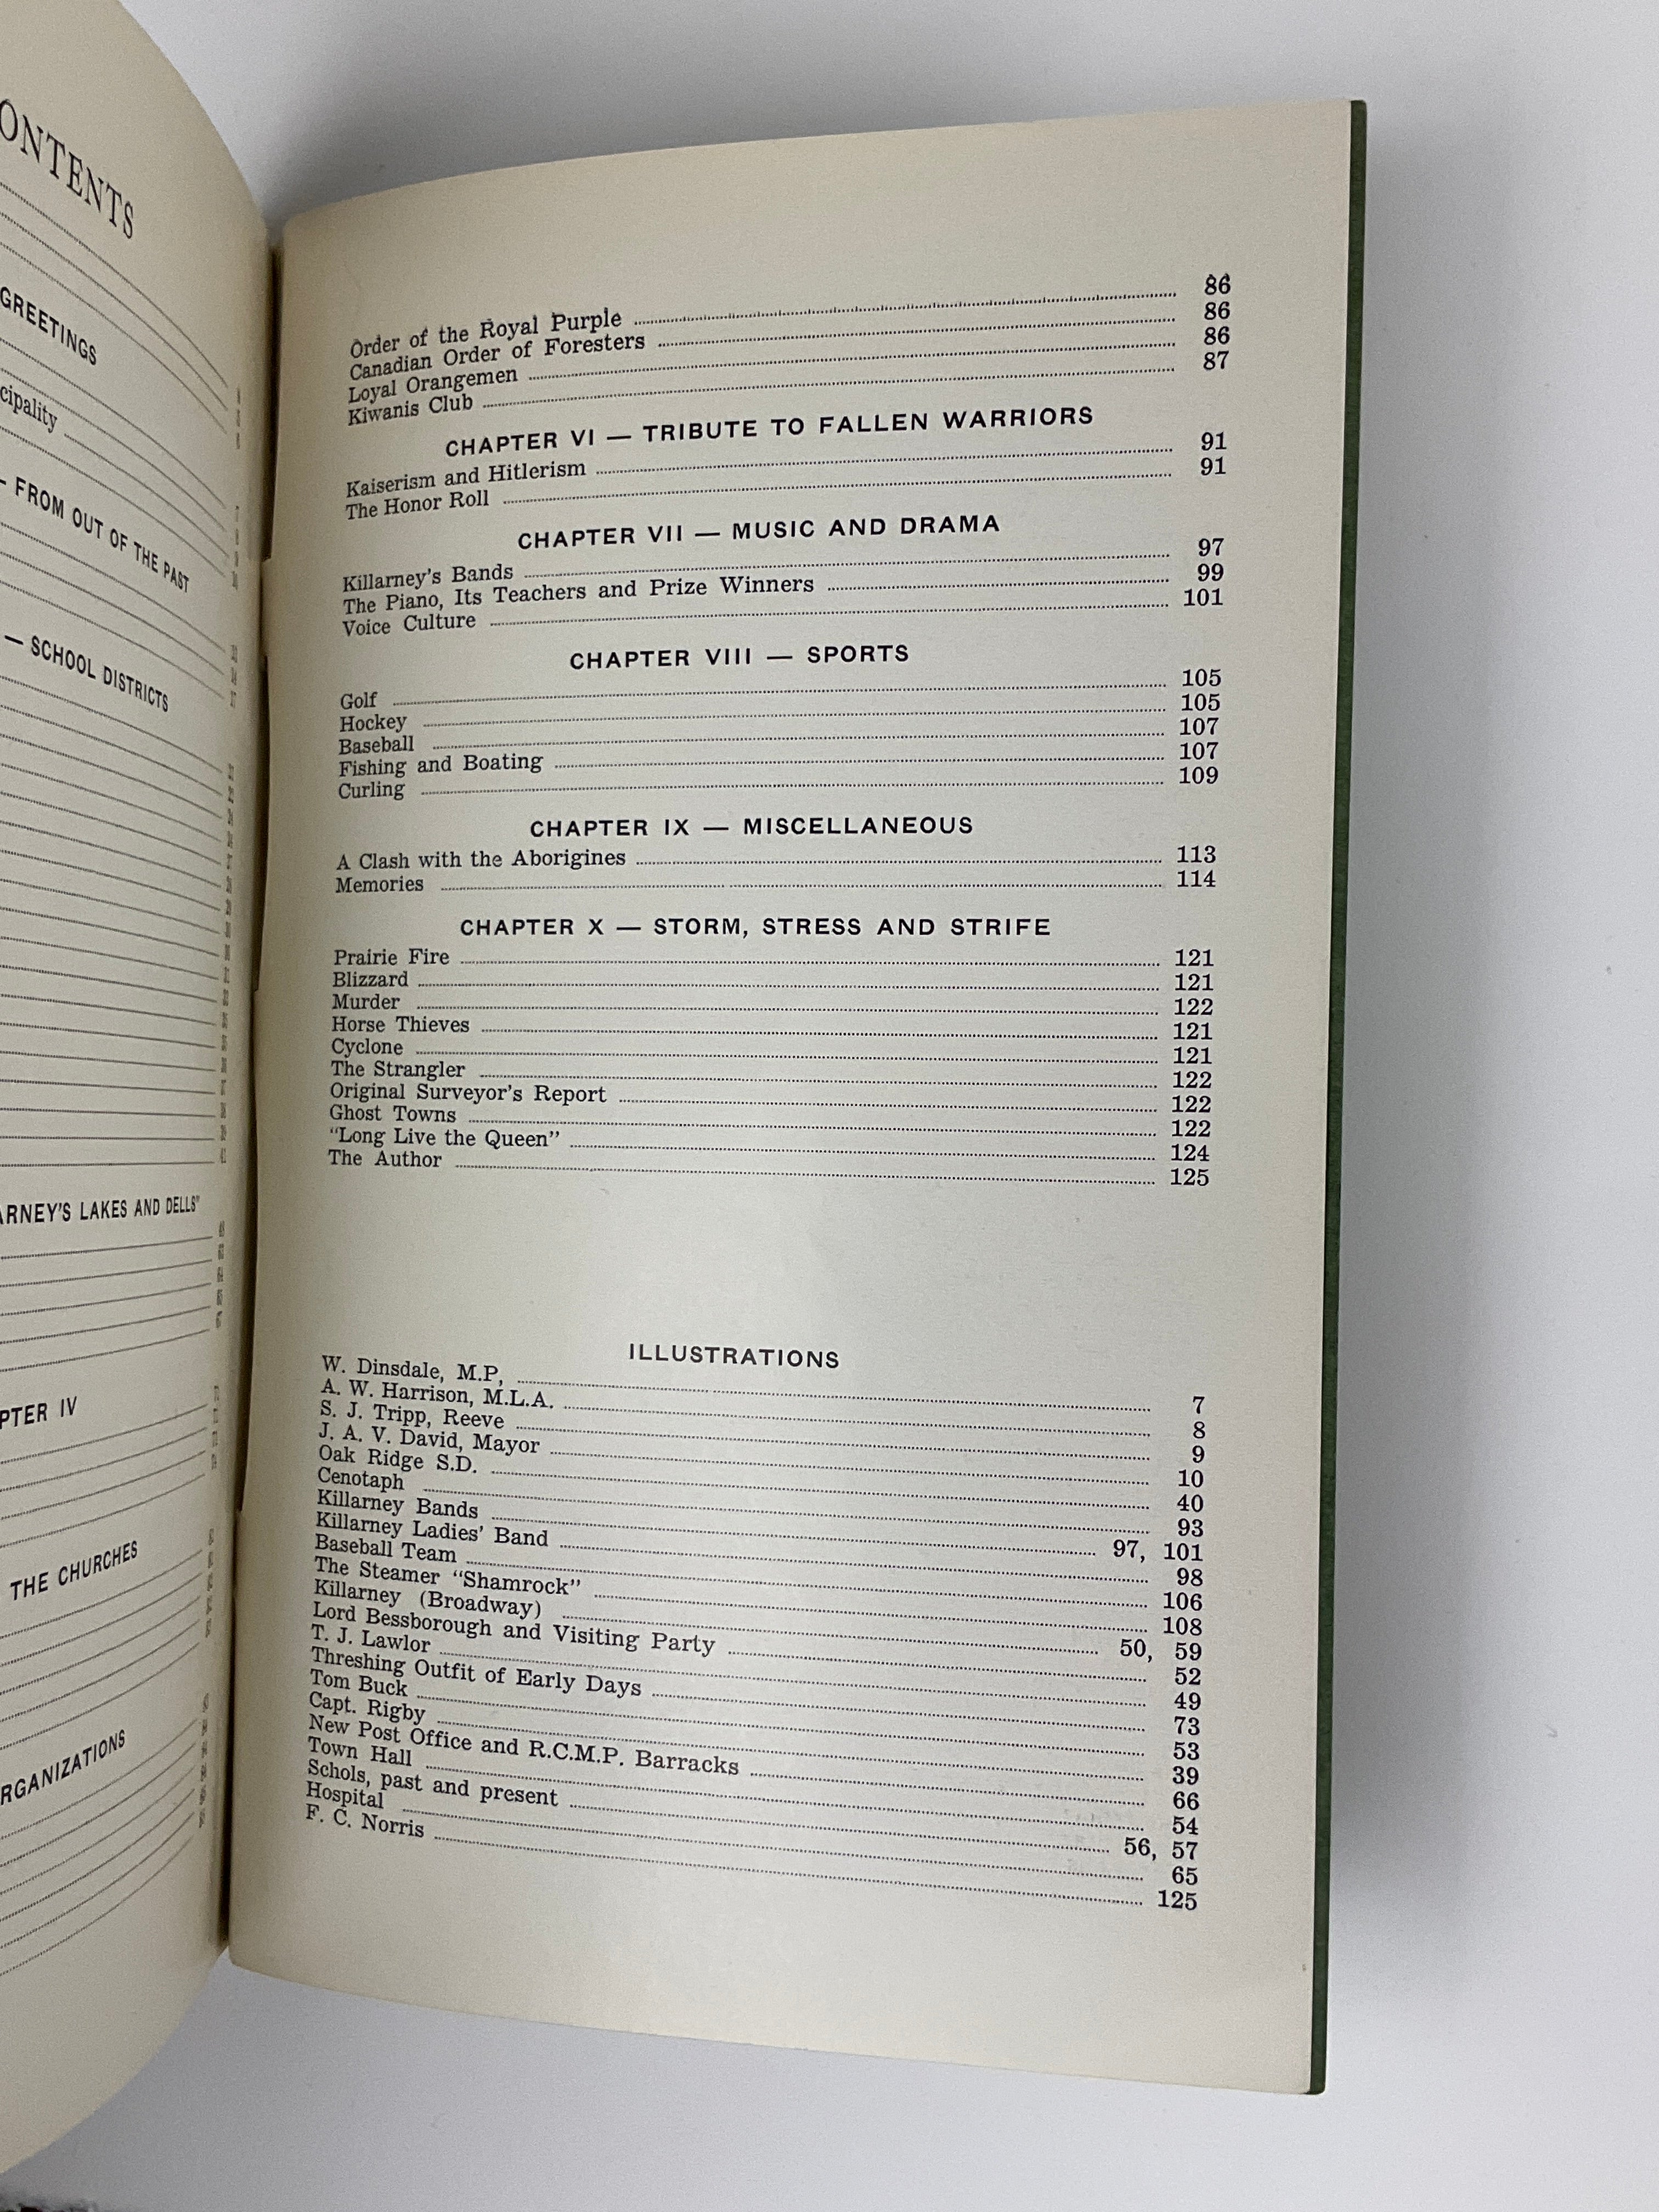 CONTENTS
GREETINGS
FROM OUT OF THE PAST
— SCHOOL DISTRICTS
LAKES AND DELLS"
IV
THE CHURCHES
Order of the Royal Purple 86
Canadian Order of Foresters 86
Loyal Orangemen 86
Kiwanis Club 87
CHAPTER VI — TRIBUTE TO FALLEN WARRIORS
Kaiserism and Hitlerism 91
The Honor Roll 91
CHAPTER VII — MUSIC AND DRAMA
Killarney's Bands 97
The Piano, Its Teachers and Prize Winners 99
Voice Culture 101
CHAPTER VIII — SPORTS
Golf 105
Hockey 105
Baseball 107
Fishing and Boating 107
Curling 109
CHAPTER IX — MISCELLANEOUS
A Clash with the Aborigines 113
Memories 114
CHAPTER X — STORM, STRESS AND STRIFE
Prairie Fire 121
Blizzard 121
Murder 122
Horse Thieves 121
Cyclone 121
The Strangler 122
Original Surveyor's Report 122
Ghost Towns 122
"Long Live the Queen" 124
The Author 125
ILLUSTRATIONS
W. Dinsdale, M.P, 7
A. W. Harrison, M.L.A. 8
S. J. Tripp, Reeve 9
J. A. V. David, Mayor 10
Oak Ridge S.D. 40
Cenotaph 93
Killarney Bands 97, 101
Killarney Ladies' Band 98
Baseball Team 106
The Steamer "Shamrock" 108
Killarney (Broadway) 50, 59
Lord Bessborough and Visiting Party 52
T. J. Lawlor 49
Threshing Outfit of Early Days 73
Tom Buck 53
Capt. Rigby 39
New Post Office and R.C.M.P. Barracks 66
Town Hall 54
Schols, past and present 56, 57
Hospital 65
F. C. Norris 125